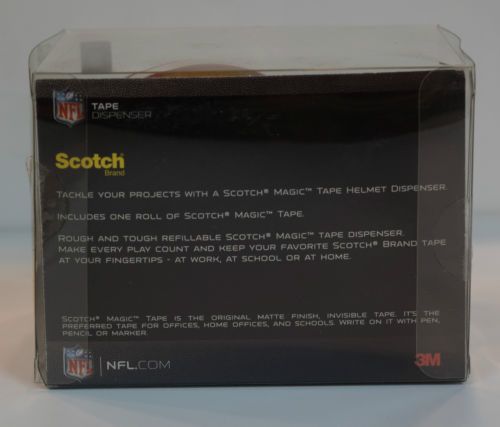 NFL TAPE
DISPENSER
Scotch®
Brand
TACKLE YOUR PROJECTS WITH A SCOTCH® MAGIC™ TAPE HELMET DISPENSER.
INCLUDES ONE ROLL OF SCOTCH® MAGIC™ TAPE.
ROUGH AND TOUGH REFILLABLE SCOTCH® MAGIC™ TAPE DISPENSER.
MAKE EVERY PLAY COUNT AND KEEP YOUR FAVORITE SCOTCH® BRAND TAPE
AT YOUR FINGERTIPS - AT WORK, AT SCHOOL OR AT HOME.
SCOTCH® MAGIC™ TAPE IS THE ORIGINAL MATTE FINISH, INVISIBLE TAPE. IT'S THE
PREFERRED TAPE FOR OFFICES, HOME OFFICES, AND SCHOOLS. WRITE ON IT WITH PEN,
PENCIL OR MARKER.
NFL NFL.COM 3M